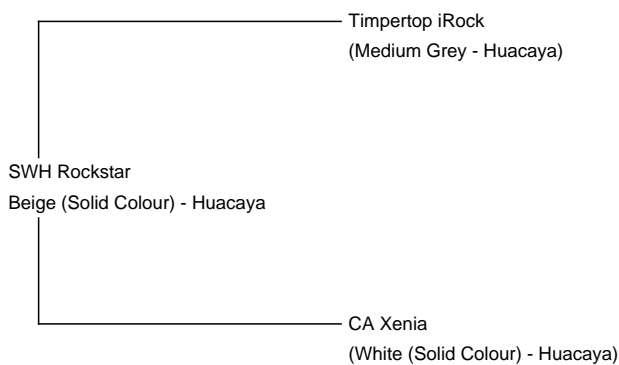 Timpertop iRock
(Medium Grey - Huacaya)
SWH Rockstar
Beige (Solid Colour) - Huacaya
CA Xenia
(White (Solid Colour) - Huacaya)